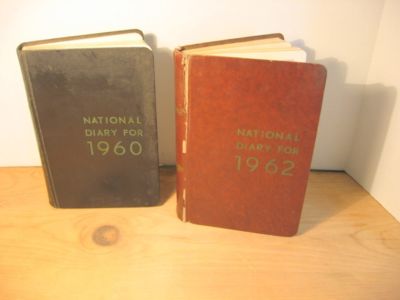 NATIONAL
DIARY FOR
1960
NATIONAL
DIARY FOR
1962